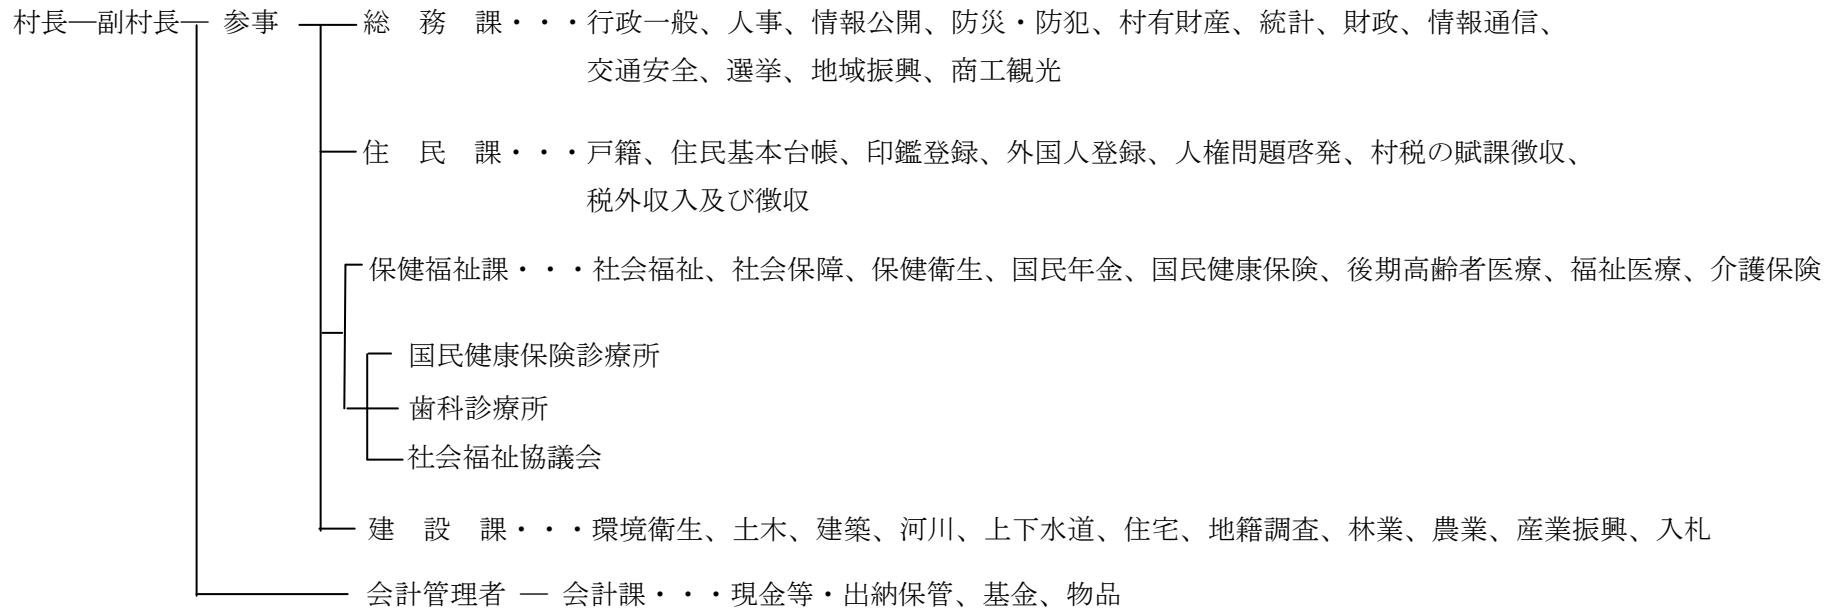 村長―副村長― 参事 総 務 課・・・行政一般、人事、情報公開、防災・防犯、村有財産、統計、財政、情報通信、
交通安全、選挙、地域振興、商工観光
住 民 課・・・戸籍、住民基本台帳、印鑑登録、外国人登録、人権問題啓発、村税の賦課徴収、
税外収入及び徴収
保健福祉課・・・社会福祉、社会保障、保健衛生、国民年金、国民健康保険、後期高齢者医療、福祉医療、介護保険
国民健康保険診療所
歯科診療所
社会福祉協議会
建 設 課・・・環境衛生、土木、建築、河川、上下水道、住宅、地籍調査、林業、農業、産業振興、入札
会計管理者 ― 会計課・・・現金等・出納保管、基金、物品